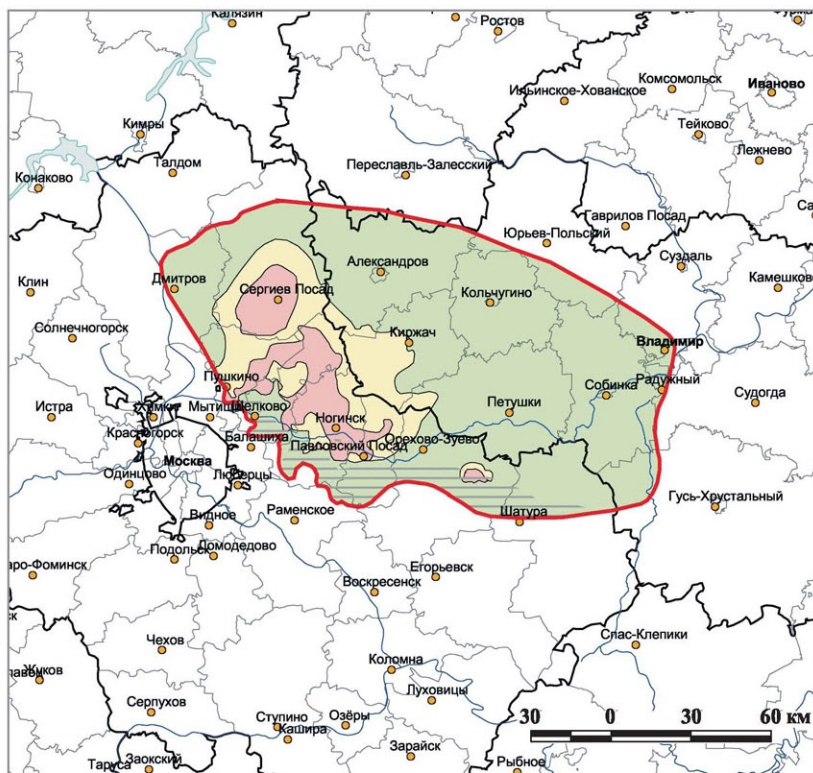 Калязин
Ростов
Ильинское-Хованское
Комсомольск
Иваново
Кимры
Тейково
Лежнево
Талдом
Переславль-Залесский
Конаково
Гаврилов Посад
Юрьев-Польский
Суздаль
Александров
Клин
Дмитров
Сергиев Посад
Кольчугино
Камешково
Солнечногорск
Киржач
Владимир
Пушкино
Радужный
Собинка
Истра
Химки
Мытищи
Щелково
Ногинск
Петушки
Судогда
Красногорск
Балашиха
Павловский Посад
Орехово-Зуево
Москва
Одинцово
Люберцы
Гусь-Хрустальный
Видное
Раменское
Шатура
Подольск
Домодедово
аро-Фоминск
Егорьевск
Воскресенск
Чехов
Спас-Клепики
Коломна
Жуков
Луховицы
Серпухов
Ступино
Озёры
Кашира
30 0 30 60 км
Таруса
Заокский
Зарайск
Рыбное